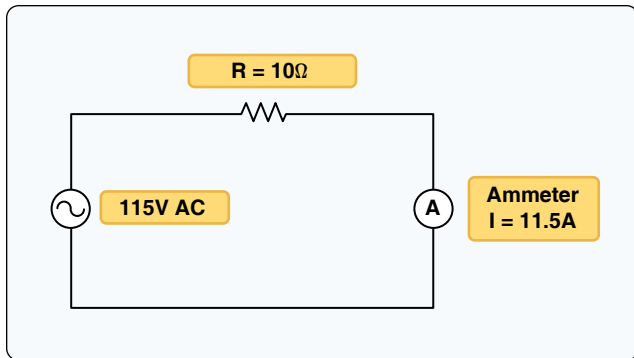 R = 10Ω
115V AC
A
Ammeter
I = 11.5A